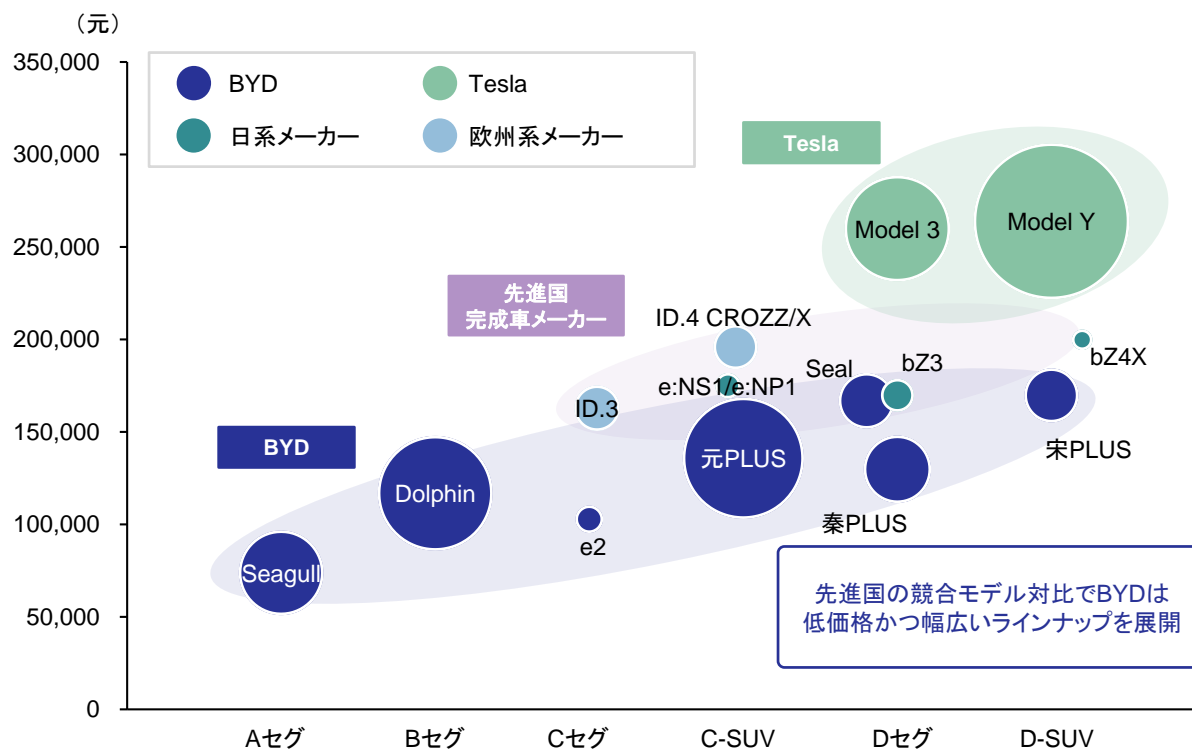 （元）
350,000
300,000
250,000
200,000
150,000
100,000
50,000
0
BYD
Tesla
日系メーカー
欧州系メーカー
Tesla
Model 3
Model Y
先進国
完成車メーカー
ID.4 CROZZ/X
bZ4X
Seal
bZ3
e:NS1/e:NP1
ID.3
BYD
元PLUS
宋PLUS
Dolphin
秦PLUS
e2
Seagull
先進国の競合モデル対比でBYDは
低価格かつ幅広いラインナップを展開
Aセグ
Bセグ
Cセグ
C-SUV
Dセグ
D-SUV